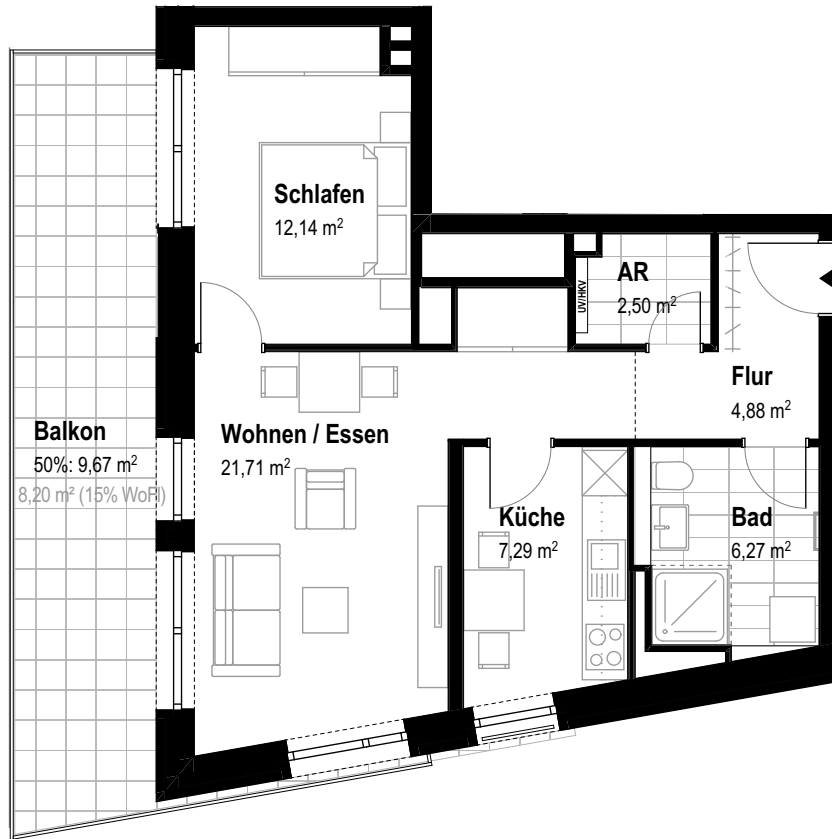 Schlafen
12,14 m²
AR
2,50 m²
UV/HKV
Flur
4,88 m²
Balkon
50%: 9,67 m²
8,20 m² (15% WoFl)
Wohnen / Essen
21,71 m²
Küche
7,29 m²
Bad
6,27 m²